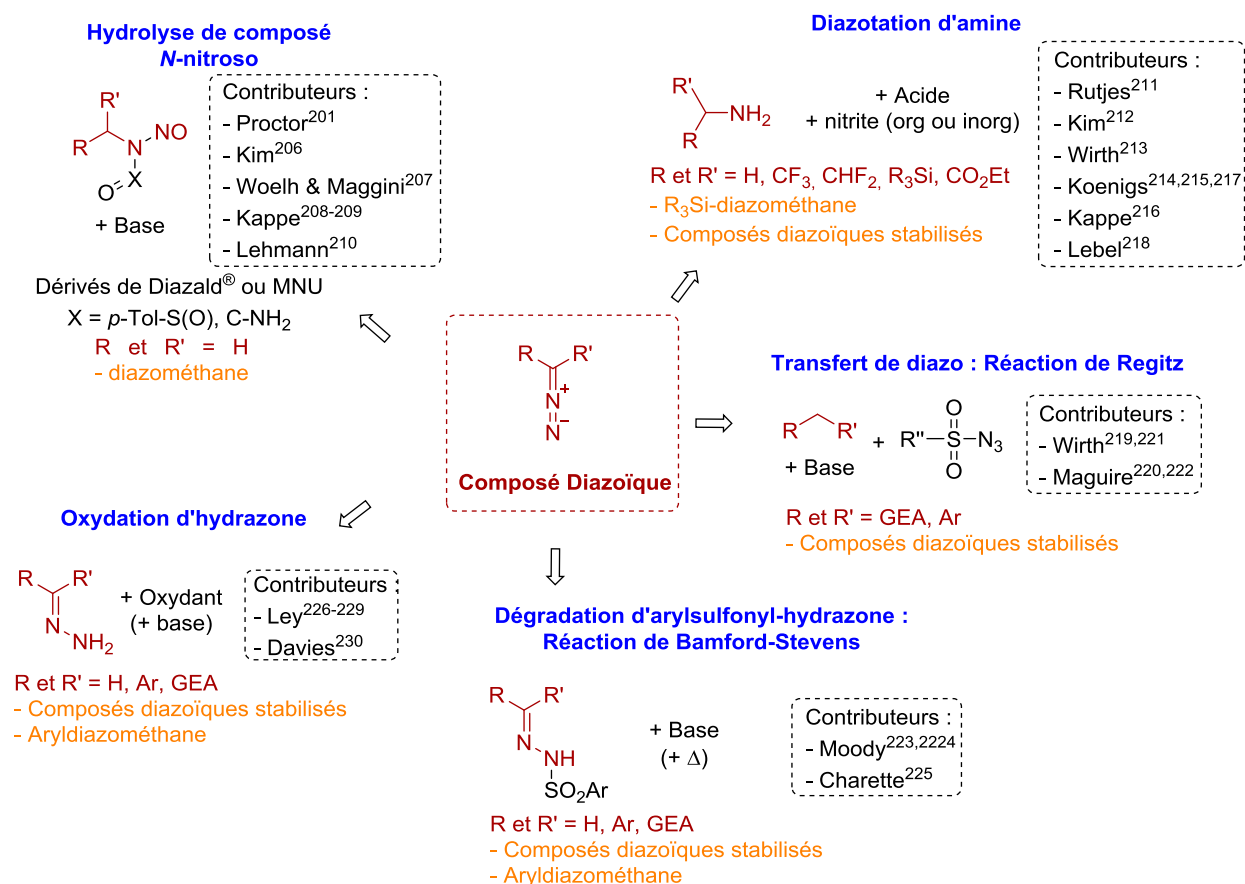 Hydrolyse de composé
N-nitroso
R'
R
N
NO
O
X
+ Base
Contributeurs :
- Proctor201
- Kim206
- Woelh & Maggini207
- Kappe208-209
- Lehmann210
Dérivés de Diazald® ou MNU
X = p-Tol-S(O), C-NH2
R et R' = H
- diazométhane
Diazotation d'amine
R'
NH2
R
+ Acide
+ nitrite (org ou inorg)
R et R' = H, CF3, CHF2, R3Si, CO2Et
- R3Si-diazométhane
- Composés diazoïques stabilisés
Contributeurs :
- Rutjes211
- Kim212
- Wirth213
- Koenigs214,215,217
- Kappe216
- Lebel218
R R'
N+
N−
Composé Diazoïque
Transfert de diazo : Réaction de Regitz
R R'
+ Base
+
R''
O
S
O
N3
Contributeurs :
- Wirth219,221
- Maguire220,222
R et R' = GEA, Ar
- Composés diazoïques stabilisés
Oxydation d'hydrazone
R R'
N
NH2
+ Oxydant
(+ base)
Contributeurs :
- Ley226-229
- Davies230
R et R' = H, Ar, GEA
- Composés diazoïques stabilisés
- Aryldiazométhane
Dégradation d'arylsulfonyl-hydrazone :
Réaction de Bamford-Stevens
R R'
N
NH
SO2Ar
+ Base
(+ Δ)
Contributeurs :
- Moody223,2224
- Charette225
R et R' = H, Ar, GEA
- Composés diazoïques stabilisés
- Aryldiazométhane